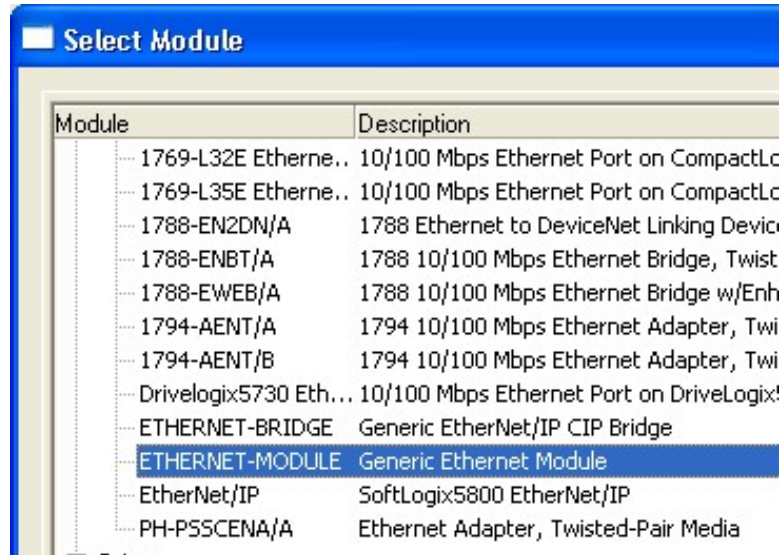 Select Module
Module Description
1769-L32E Etherne.. 10/100 Mbps Ethernet Port on CompactLo
1769-L35E Etherne.. 10/100 Mbps Ethernet Port on CompactLo
1788-EN2DN/A 1788 Ethernet to DeviceNet Linking Device
1788-ENBT/A 1788 10/100 Mbps Ethernet Bridge, Twist
1788-EWEB/A 1788 10/100 Mbps Ethernet Bridge w/Enh
1794-AENT/A 1794 10/100 Mbps Ethernet Adapter, Twi
1794-AENT/B 1794 10/100 Mbps Ethernet Adapter, Twi
Drivelogix5730 Eth... 10/100 Mbps Ethernet Port on DriveLogix5
ETHERNET-BRIDGE Generic EtherNet/IP CIP Bridge
ETHERNET-MODULE Generic Ethernet Module
EtherNet/IP SoftLogix5800 EtherNet/IP
PH-PSSCENA/A Ethernet Adapter, Twisted-Pair Media